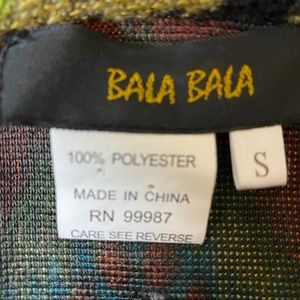 BALA BALA
100% POLYESTER
S
MADE IN CHINA
RN 99987
CARE SEE REVERSE